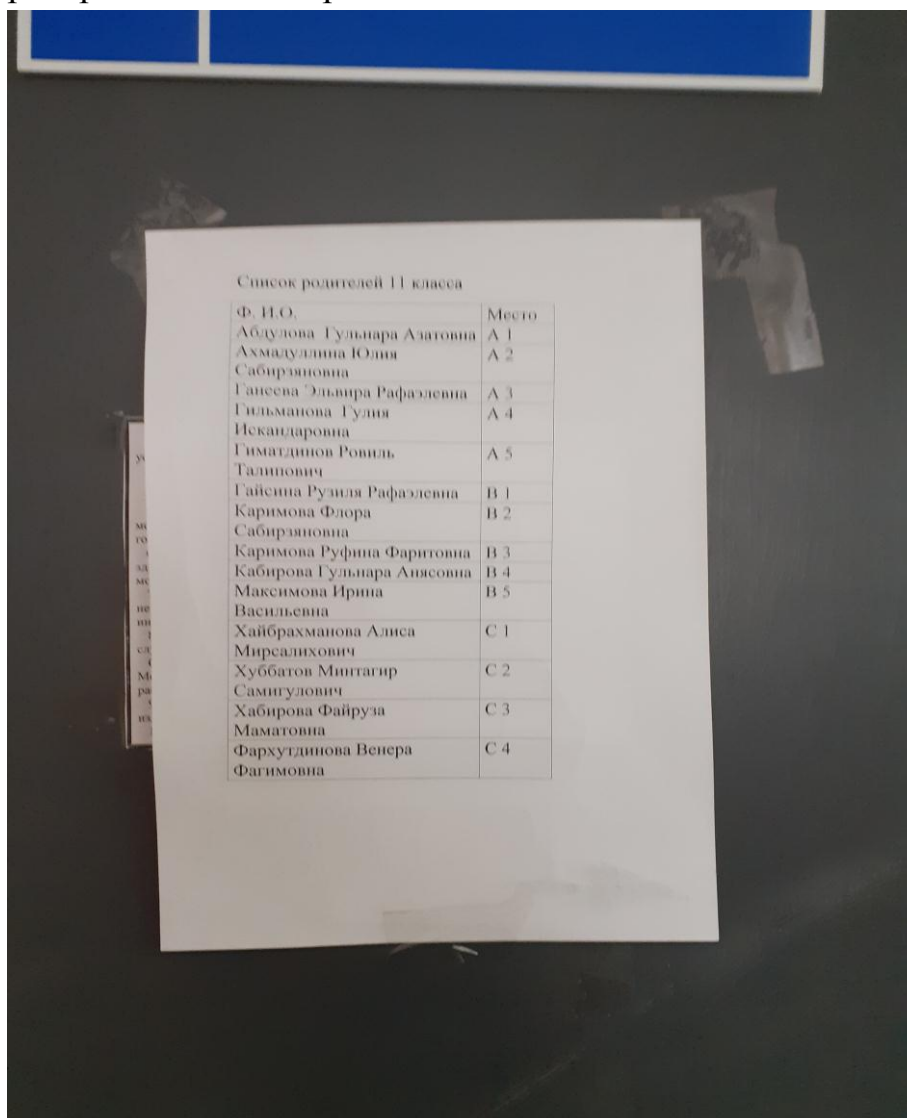 Список родителей 11 класса
Ф. И.О. Место
Абдулова Гульнара Азатовна А 1
Ахмадуллина Юлия А 2
Сабирзяновна
Ганеева Эльвира Рафаэлевна А 3
Гильманова Гулия А 4
Искандаровна
Гиматдинов Ровиль А 5
Талипович
Гайсина Рузиля Рафаэлевна В 1
Каримова Флора В 2
Сабирзяновна
Каримова Руфина Фаритовна В 3
Кабирова Гульнара Анясовна В 4
Максимова Ирина В 5
Васильевна
Хайбрахманова Алиса С 1
Мирсалихович
Хуббатов Минтагир С 2
Самигулович
Хабирова Файруза С 3
Маматовна
Фархутдинова Венера С 4
Фагимовна